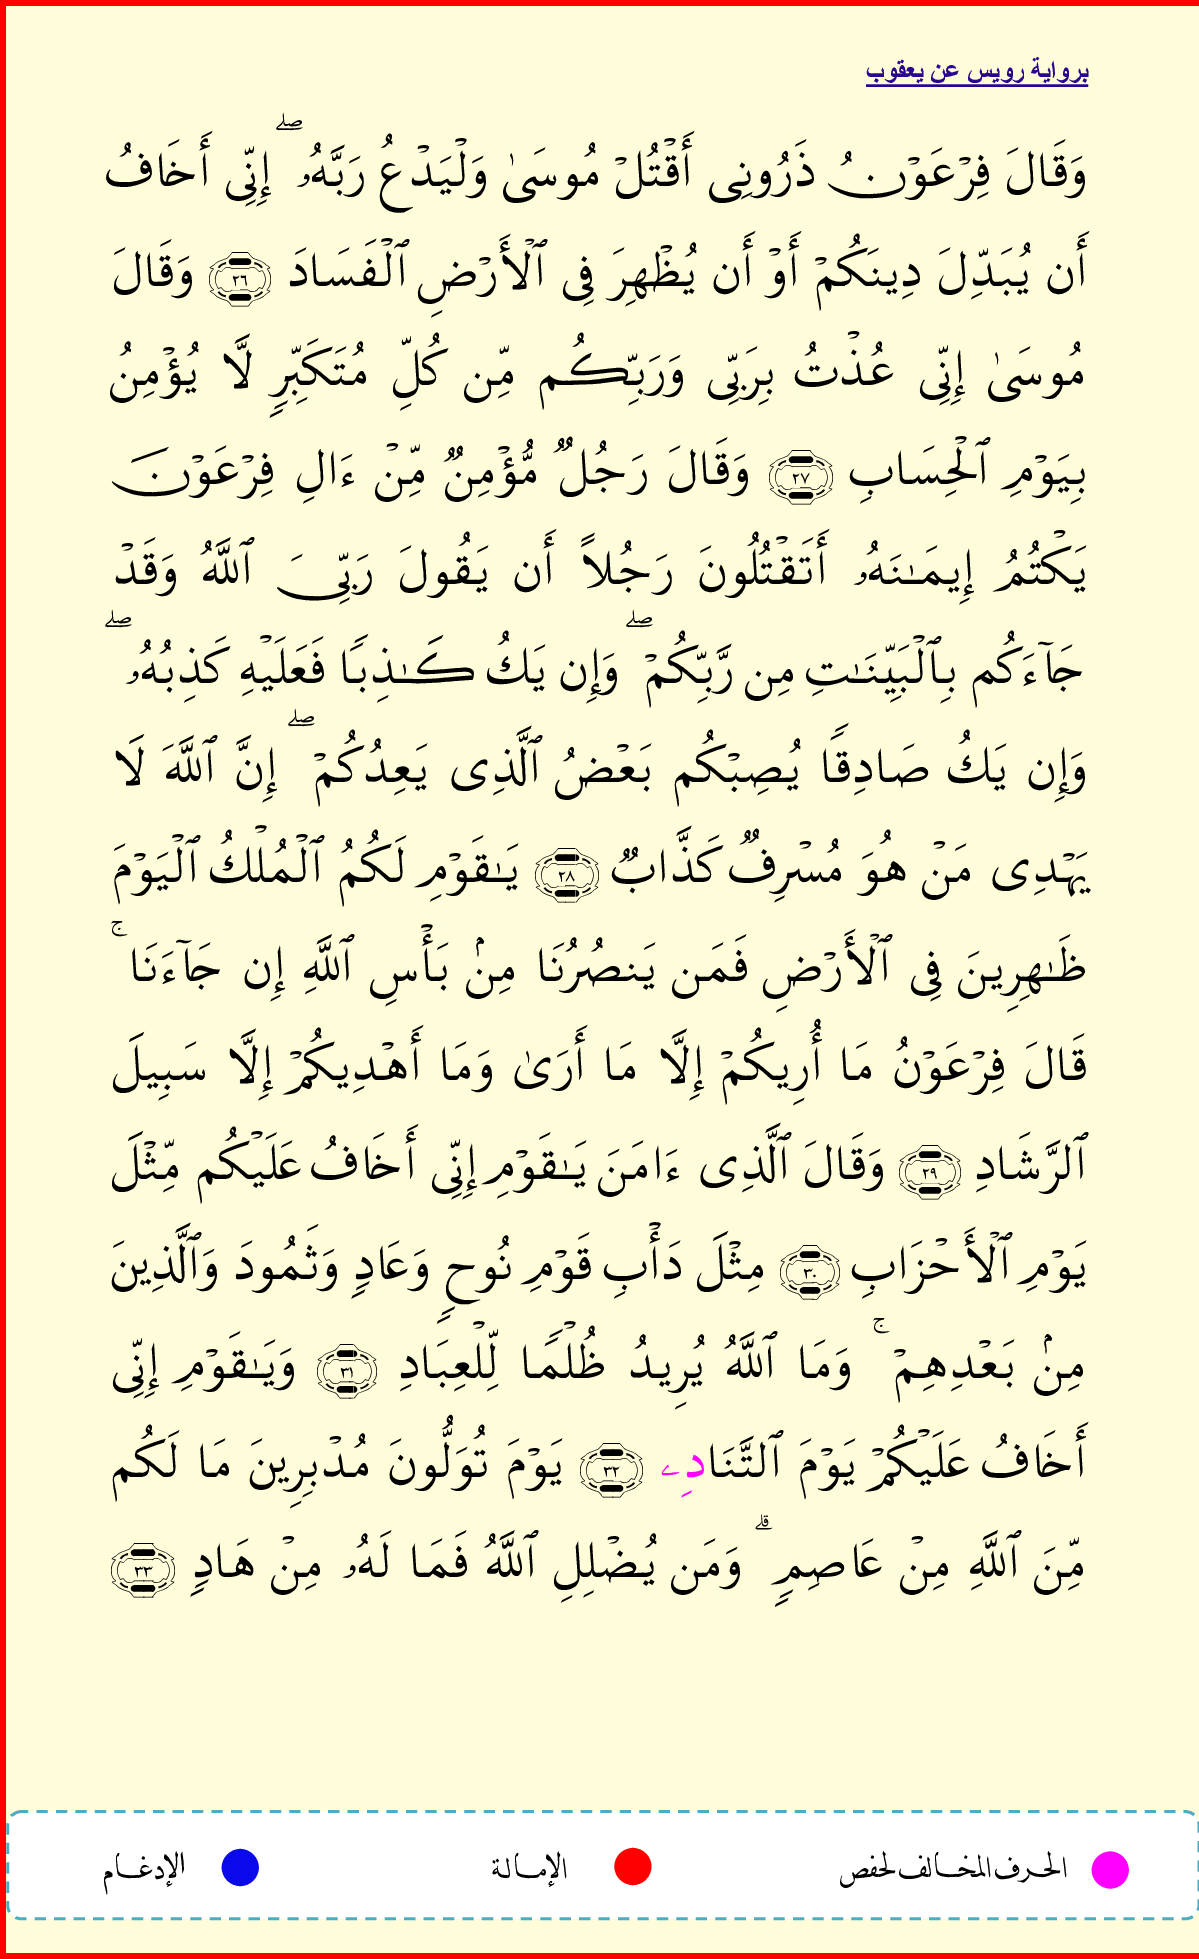 برواية رويس عن يعقوب
وَقَالَ فِرۡعَوۡنُ ذَرُونِى أَقۡتُلۡ مُوسَىٰ وَلۡيَدۡعُ رَبَّهُۥۖ إِنِّى أَخَافُ
أَن يُبَدِّلَ دِينَكُمۡ أَوۡ أَن يُظۡهِرَ فِى ٱلۡأَرۡضِ ٱلۡفَسَادَ ٢٦ وَقَالَ
مُوسَىٰ إِنِّى عُذۡتُ بِرَبِّى وَرَبِّكُم مِّن كُلِّ مُتَكَبِّرٍ لَّا يُؤۡمِنُ
بِيَوۡمِ ٱلۡحِسَابِ ٢٧ وَقَالَ رَجُلٌ مُّؤۡمِنٌ مِّنۡ ءَالِ فِرۡعَوۡنَ
يَكۡتُمُ إِيمَـٰنَهُۥ أَتَقۡتُلُونَ رَجُلاً أَن يَقُولَ رَبِّىَ ٱللَّهُ وَقَدۡ
جَآءَكُم بِٱلۡبَيِّنَـٰتِ مِن رَّبِّكُمۡۖ وَإِن يَكُ كَـٰذِبًا فَعَلَيۡهِ كَذِبُهُۥۖ
وَإِن يَكُ صَادِقًا يُصِبۡكُم بَعۡضُ ٱلَّذِى يَعِدُكُمۡۖ إِنَّ ٱللَّهَ لَا
يَهۡدِى مَنۡ هُوَ مُسۡرِفٌ كَذَّابٌ ٢٨ يَـٰقَوۡمِ لَكُمُ ٱلۡمُلۡكُ ٱلۡيَوۡمَ
ظَـٰهِرِينَ فِى ٱلۡأَرۡضِ فَمَن يَنصُرُنَا مِنۢ بَأۡسِ ٱللَّهِ إِن جَآءَنَاۚ
قَالَ فِرۡعَوۡنُ مَا أُرِيكُمۡ إِلَّا مَا أَرَىٰ وَمَا أَهۡدِيكُمۡ إِلَّا سَبِيلَ
ٱلرَّشَادِ ٢٩ وَقَالَ ٱلَّذِى ءَامَنَ يَـٰقَوۡمِ إِنِّى أَخَافُ عَلَيۡكُم مِّثۡلَ
يَوۡمِ ٱلۡأَحۡزَابِ ٣٠ مِثۡلَ دَأۡبِ قَوۡمِ نُوحٍ وَعَادٍ وَثَمُودَ وَٱلَّذِينَ
مِنۢ بَعۡدِهِمۡۚ وَمَا ٱللَّهُ يُرِيدُ ظُلۡمًا لِّلۡعِبَادِ ٣١ وَيَـٰقَوۡمِ إِنِّى
أَخَافُ عَلَيۡكُمۡ يَوۡمَ ٱلتَّنَادِۦ ٣٢ يَوۡمَ تُوَلُّونَ مُدۡبِرِينَ مَا لَكُم
مِّنَ ٱللَّهِ مِنۡ عَاصِمٍۗ وَمَن يُضۡلِلِ ٱللَّهُ فَمَا لَهُۥ مِنۡ هَادٍ ٣٣
الحرف المخالف لحفص الإمالة الإدغام